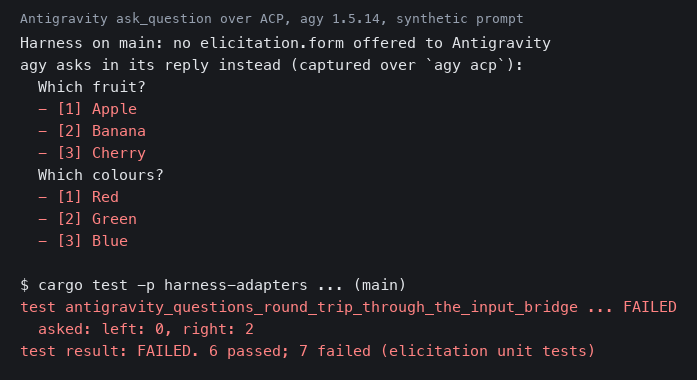 Antigravity ask_question over ACP, agy 1.5.14, synthetic prompt
Harness on main: no elicitation.form offered to Antigravity
agy asks in its reply instead (captured over `agy acp`):
Which fruit?
– [1] Apple
– [2] Banana
– [3] Cherry
Which colours?
– [1] Red
– [2] Green
– [3] Blue
$ cargo test -p harness-adapters ... (main)
test antigravity_questions_round_trip_through_the_input_bridge ... FAILED
asked: left: 0, right: 2
test result: FAILED. 6 passed; 7 failed (elicitation unit tests)